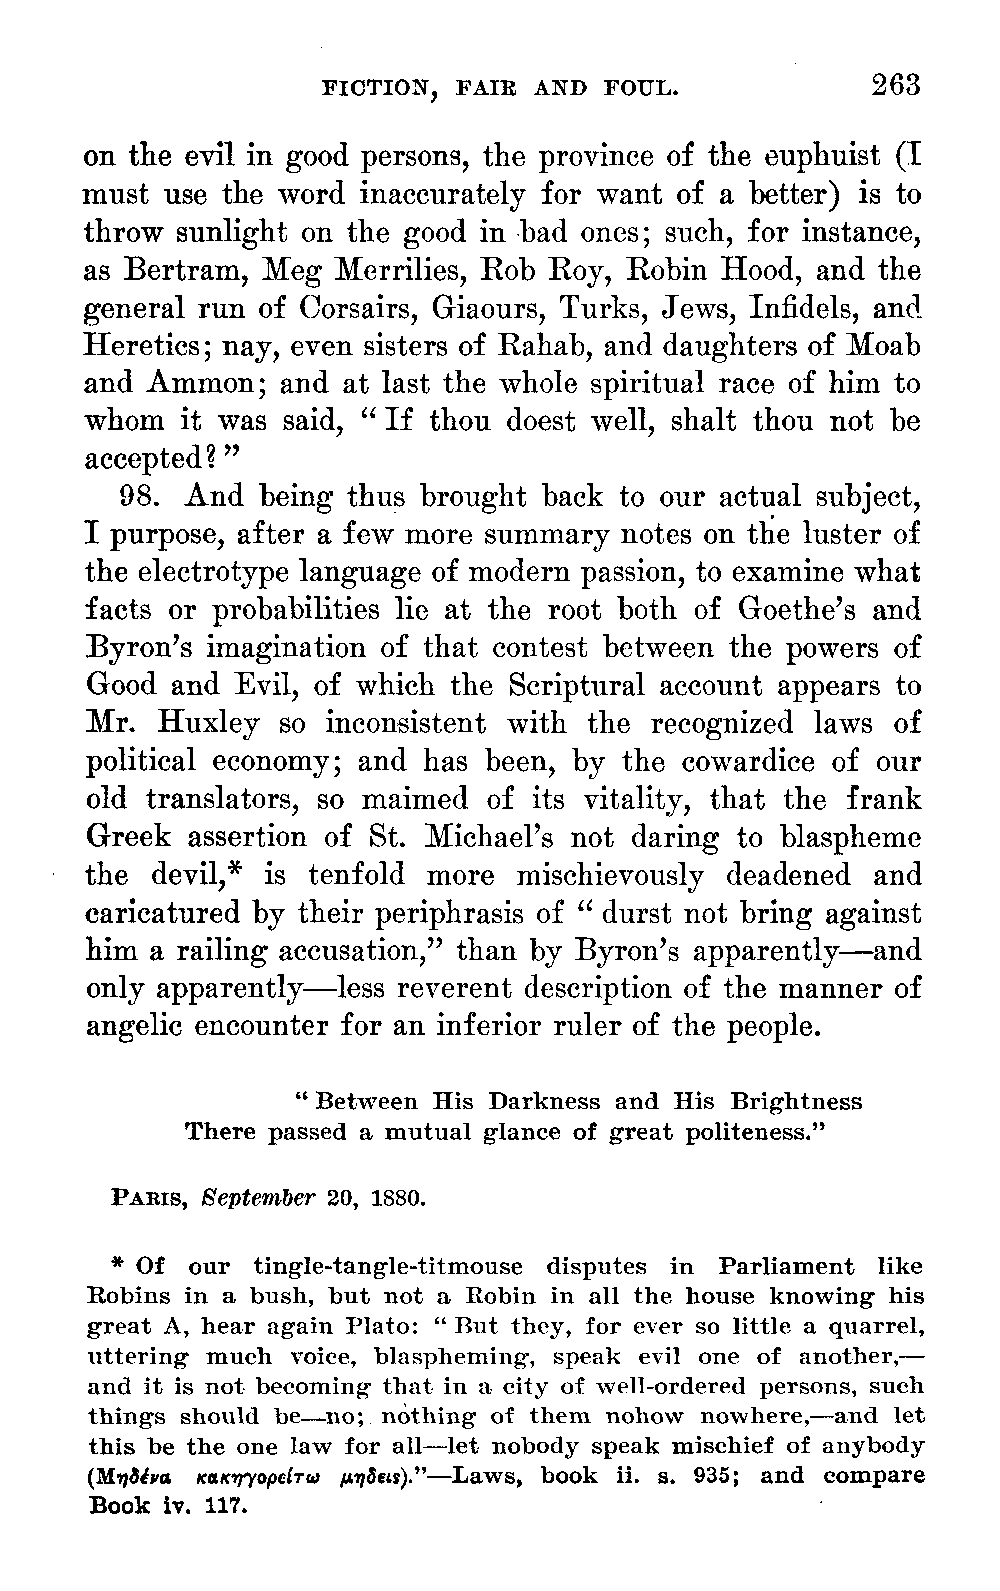 FICTION, FAIR AND FOUL. 263
on the evil in good persons, the province of the euphuist (I
must use the word inaccurately for want of a better) is to
throw sunlight on the good in bad ones; such, for instance,
as Bertram, Meg Merrilies, Rob Roy, Robin Hood, and the
general run of Corsairs, Giaours, Turks, Jews, Infidels, and
Heretics; nay, even sisters of Rahab, and daughters of Moab
and Ammon; and at last the whole spiritual race of him to
whom it was said, “ If thou doest well, shalt thou not be
accepted? ”
98. And being thus brought back to our actual subject,
I purpose, after a few more summary notes on the luster of
the electrotype language of modern passion, to examine what
facts or probabilities lie at the root both of Goethe’s and
Byron’s imagination of that contest between the powers of
Good and Evil, of which the Scriptural account appears to
Mr. Huxley so inconsistent with the recognized laws of
political economy; and has been, by the cowardice of our
old translators, so maimed of its vitality, that the frank
Greek assertion of St. Michael’s not daring to blaspheme
the devil,* is tenfold more mischievously deadened and
caricatured by their periphrasis of “ durst not bring against
him a railing accusation,” than by Byron’s apparently—and
only apparently—less reverent description of the manner of
angelic encounter for an inferior ruler of the people.
“ Between His Darkness and His Brightness
There passed a mutual glance of great politeness.”
PARIS, September 20, 1880.
* Of our tingle-tangle-titmouse disputes in Parliament like
Robins in a bush, but not a Robin in all the house knowing his
great A, hear again Plato: “ But they, for ever so little a quarrel,
uttering much voice, blaspheming, speak evil one of another,—
and it is not becoming that in a city of well-ordered persons, such
things should be—no; nothing of them nohow nowhere,—and let
this be the one law for all—let nobody speak mischief of anybody
(Μηδένα κακηγορείτω μηδεις).”—Laws, book ii. s. 935; and compare
Book iv. 117.